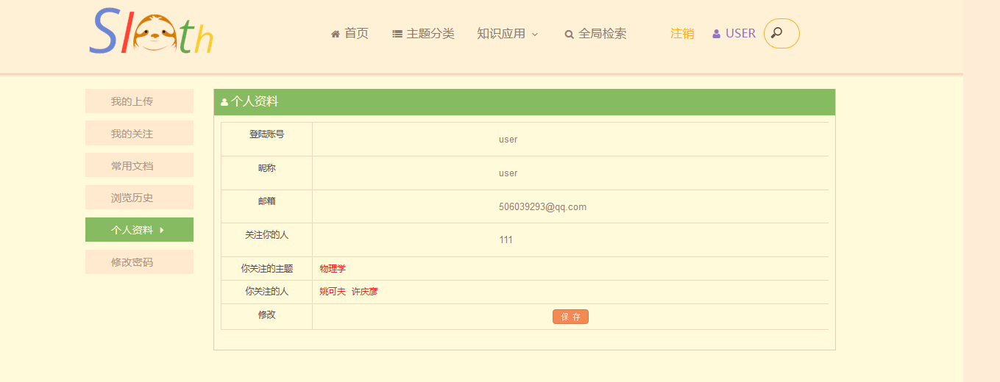 Sloth
首页 主题分类 知识应用 全局检索 注销 USER
我的上传
我的关注
常用文档
浏览历史
个人资料
修改密码
个人资料
登陆账号 user
昵称 user
邮箱 506039293@qq.com
关注你的人 111
你关注的主题 物理学
你关注的人 姚可夫 许庆彦
修改 保 存